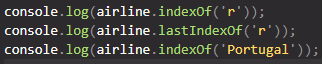 console.log(airline.indexOf('r'));
console.log(airline.lastIndexOf('r'));
console.log(airline.indexOf('Portugal'));